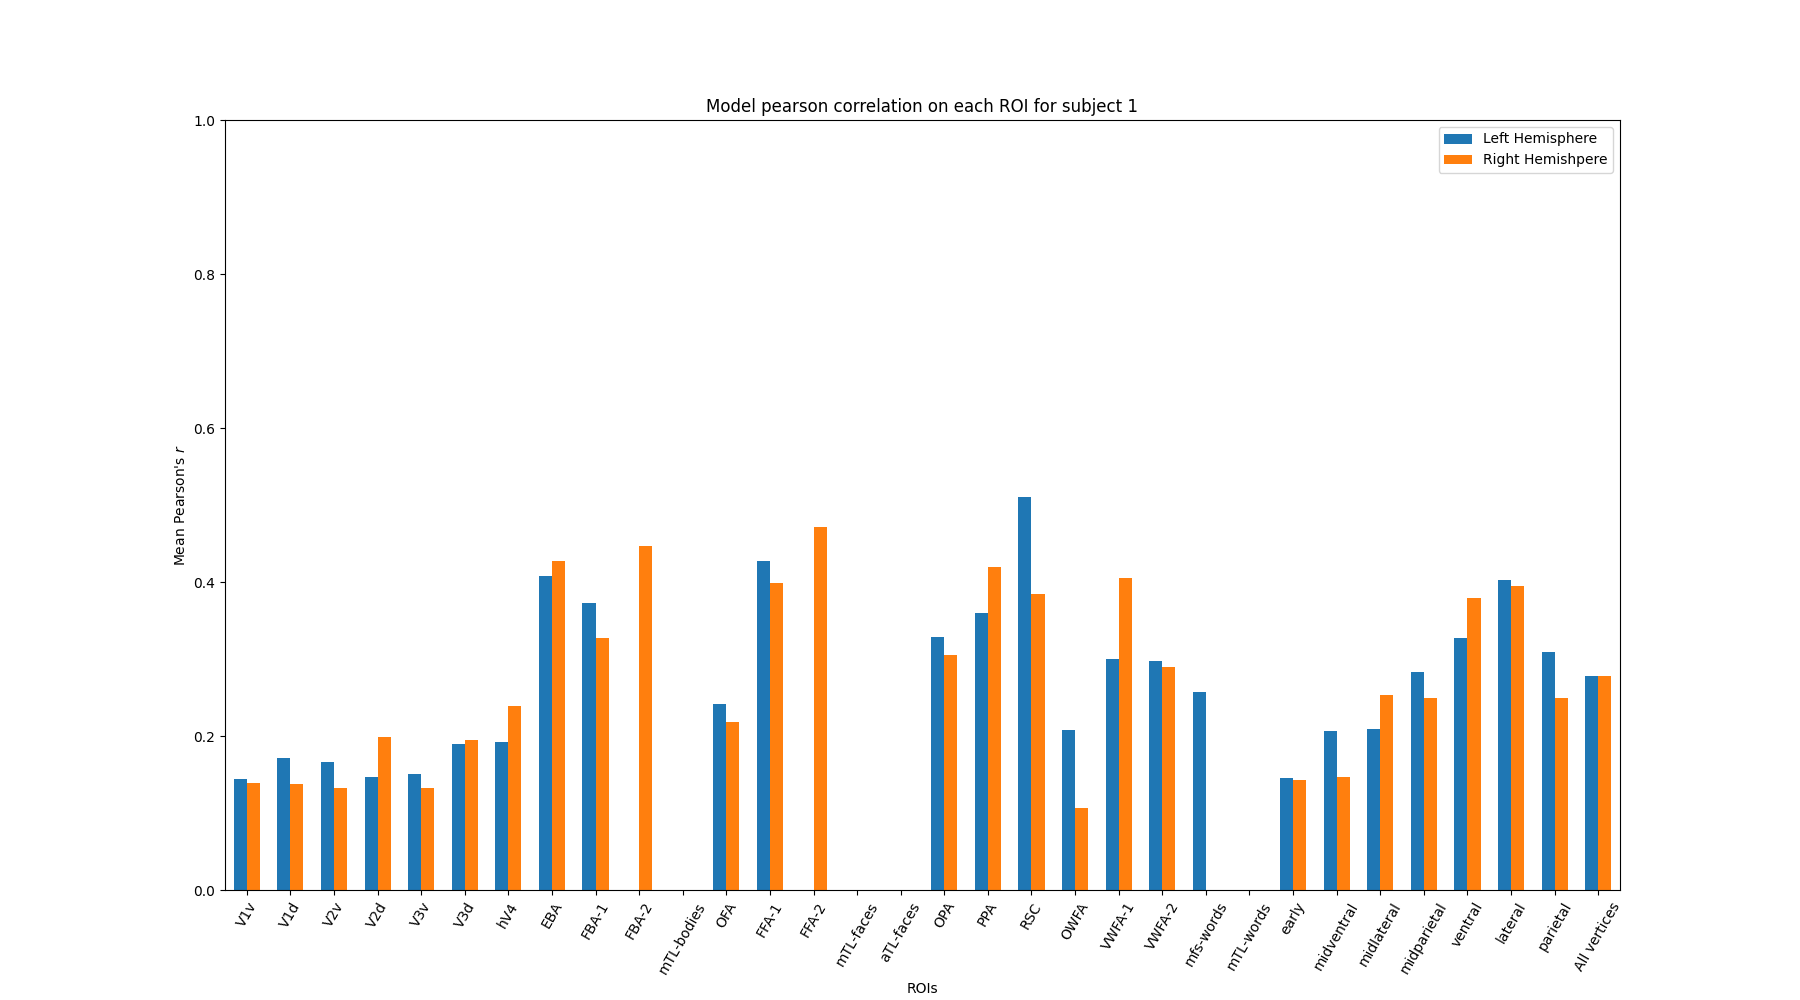 Model pearson correlation on each ROI for subject 1
Left Hemisphere
Right Hemishpere
1.0
0.8
0.6
0.4
0.2
0.0
Mean Pearson's r
V1v
V1d
V2v
V2d
V3v
V3d
hV4
EBA
FBA-1
FBA-2
mTL-bodies
OFA
FFA-1
FFA-2
mTL-faces
aTL-faces
OPA
PPA
RSC
OWFA
VWFA-1
VWFA-2
mfs-words
mTL-words
early
midventral
midlateral
midparietal
ventral
lateral
parietal
All vertices
ROIs